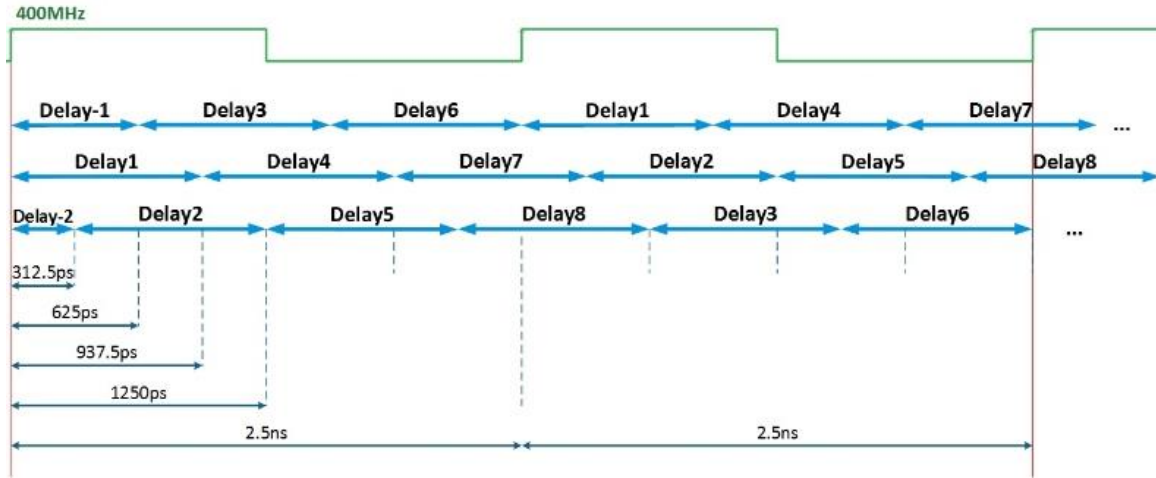 400MHz
Delay-1 Delay3 Delay6 Delay1 Delay4 Delay7
...
Delay1 Delay4 Delay7 Delay2 Delay5 Delay8
Delay-2 Delay2 Delay5 Delay8 Delay3 Delay6 ...
312.5ps
625ps
937.5ps
1250ps
2.5ns 2.5ns